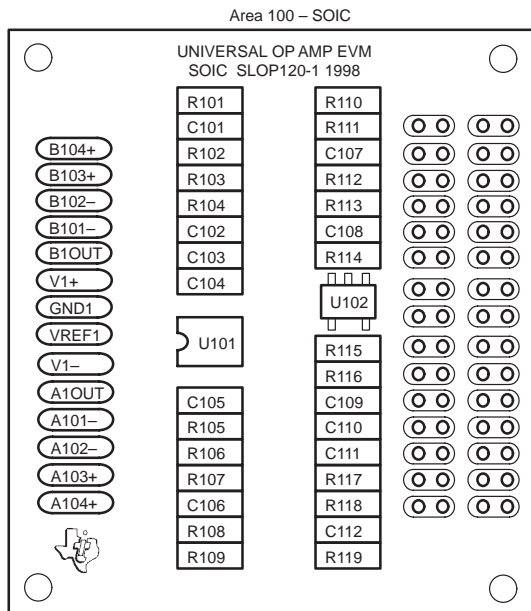 Area 100 – SOIC
UNIVERSAL OP AMP EVM
SOIC SLOP120-1 1998
B104+
B103+
B102–
B101–
B1OUT
V1+
GND1
VREF1
V1–
A1OUT
A101–
A102–
A103+
A104+
R101
C101
R102
R103
R104
C102
C103
C104
U101
C105
R105
R106
R107
C106
R108
R109
R110
R111
C107
R112
R113
C108
R114
U102
R115
R116
C109
C110
C111
R117
R118
C112
R119